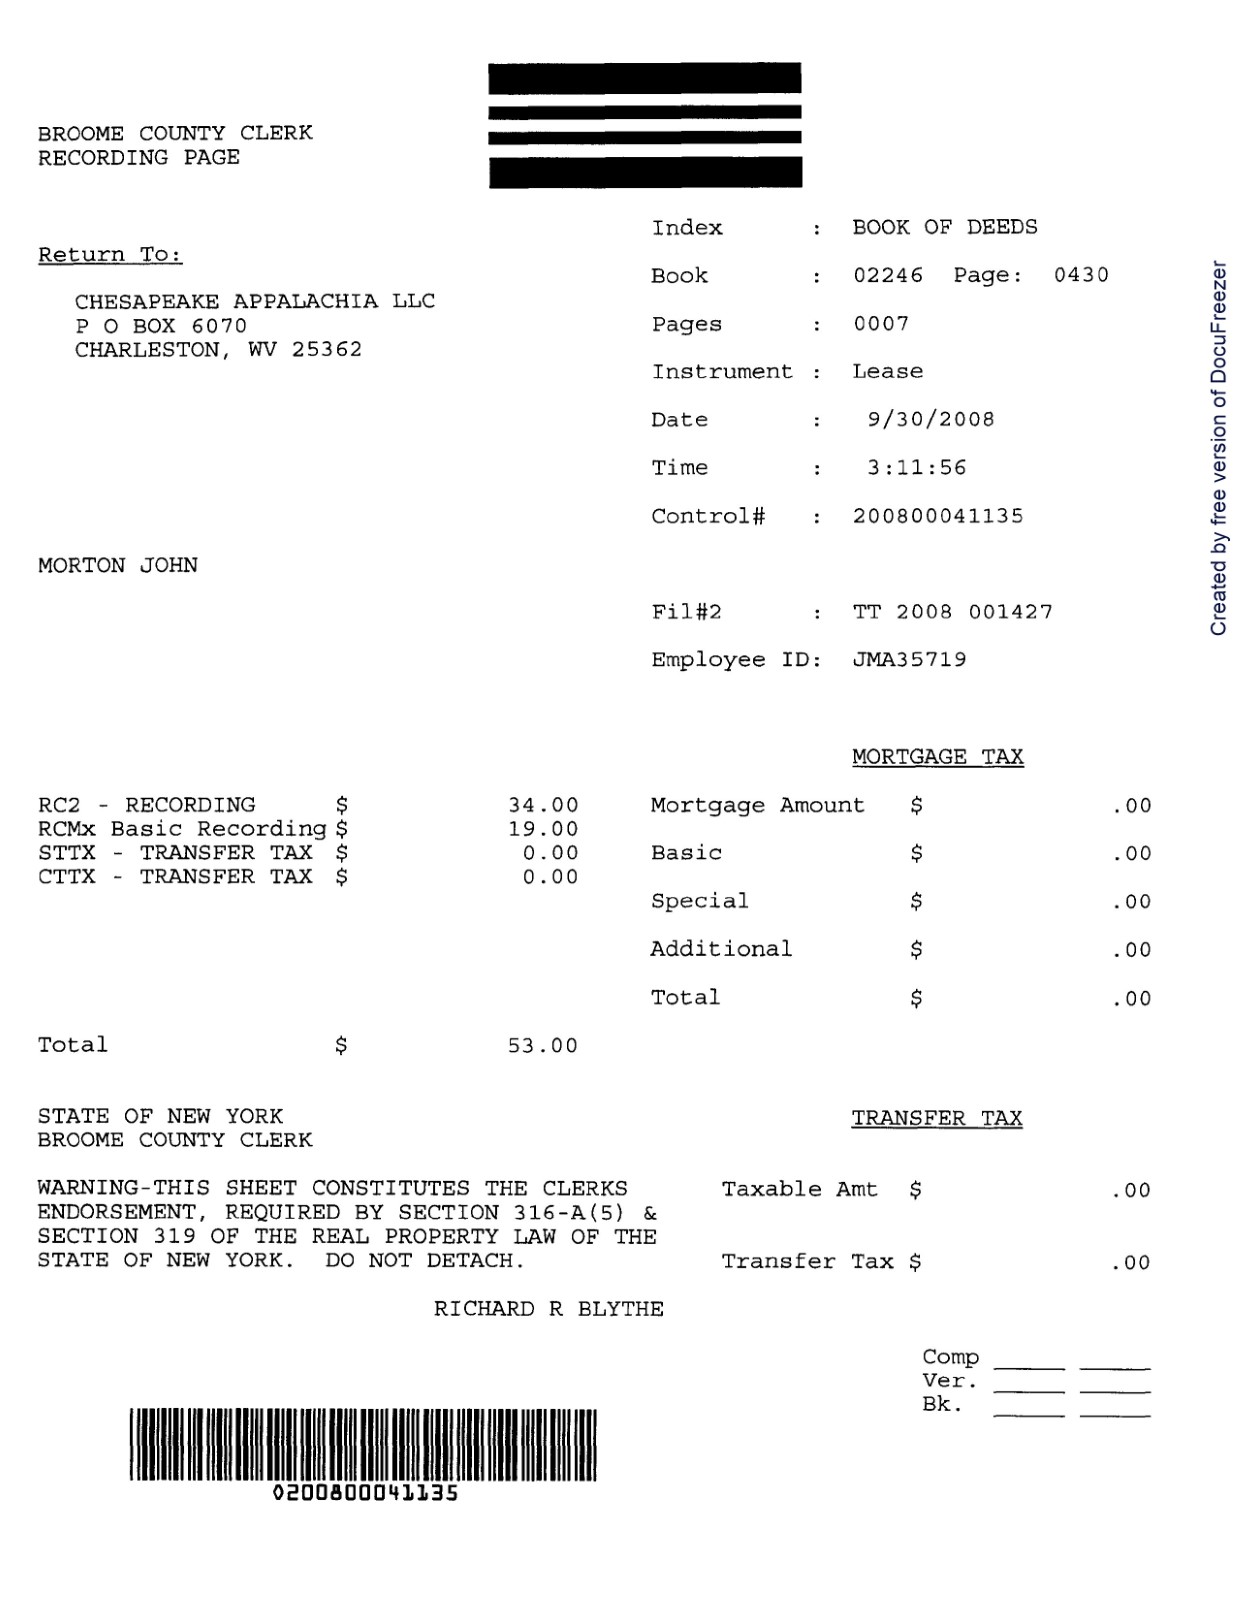 BROOME COUNTY CLERK
RECORDING PAGE
Return To:
CHESAPEAKE APPALACHIA LLC
P O BOX 6070
CHARLESTON, WV 25362
Index : BOOK OF DEEDS
Book : 02246 Page: 0430
Pages : 0007
Instrument : Lease
Date : 9/30/2008
Time : 3:11:56
Control# : 200800041135
MORTON JOHN
Fil#2 : TT 2008 001427
Employee ID: JMA35719
MORTGAGE TAX
RC2 - RECORDING $ 34.00
RCMx Basic Recording $ 19.00
STTX - TRANSFER TAX $ 0.00
CTTX - TRANSFER TAX $ 0.00
Mortgage Amount $ .00
Basic $ .00
Special $ .00
Additional $ .00
Total $ .00
Total $ 53.00
STATE OF NEW YORK
BROOME COUNTY CLERK
WARNING-THIS SHEET CONSTITUTES THE CLERKS
ENDORSEMENT, REQUIRED BY SECTION 316-A(5) &
SECTION 319 OF THE REAL PROPERTY LAW OF THE
STATE OF NEW YORK. DO NOT DETACH.
TRANSFER TAX
Taxable Amt $ .00
Transfer Tax $ .00
RICHARD R BLYTHE
Comp
Ver.
Bk.
0200800041135
Created by free version of DocuFreezer